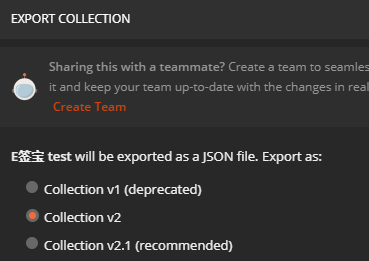 EXPORT COLLECTION
Sharing this with a teammate? Create a team to seamles
it and keep your team up-to-date with the changes in real
Create Team
E签宝 test will be exported as a JSON file. Export as:
Collection v1 (deprecated)
Collection v2
Collection v2.1 (recommended)